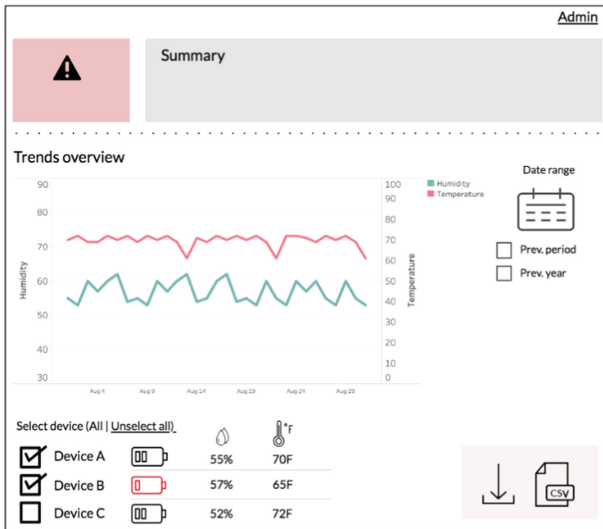 Admin
Summary
Trends overview
Date range
90
80
70
60
50
40
30
Humidity
100
90
80
70
60
50
40
30
20
10
0
Temperature
Humidity
Temperature
Prev. period
Prev. year
Aug 4
Aug 9
Aug 14
Aug 19
Aug 24
Aug 29
Select device (All | Unselect all)
°F
Device A 55% 70F
Device B 57% 65F
Device C 52% 72F
CSV